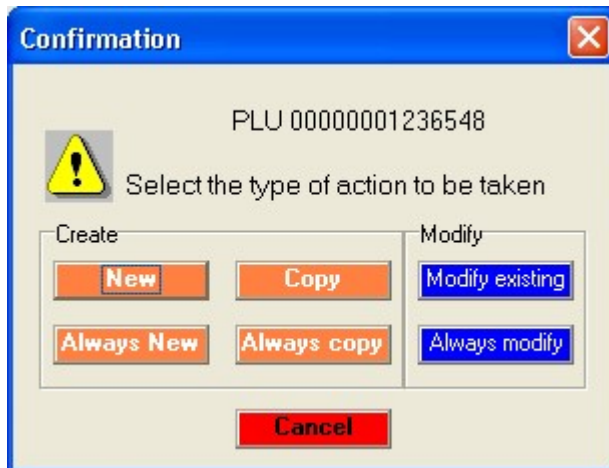 Confirmation
PLU 00000001236548
Select the type of action to be taken
Create
Modify
New
Copy
Modify existing
Always New
Always copy
Always modify
Cancel